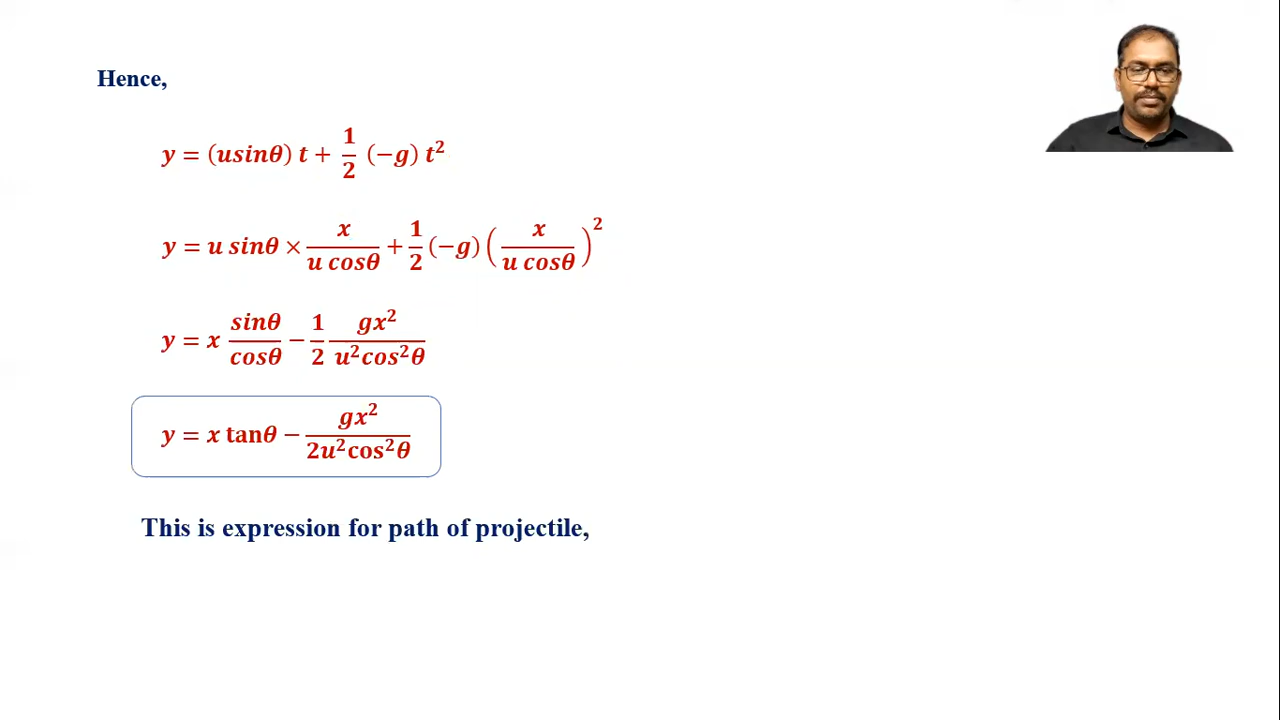 Hence,
y = (usinθ) t + 1/2 (−g) t²
y = u sinθ × x/(u cosθ) + 1/2 (−g) (x/(u cosθ))²
y = x sinθ/cosθ − 1/2 gx²/(u²cos²θ)
y = x tanθ − gx²/(2u²cos²θ)
This is expression for path of projectile,